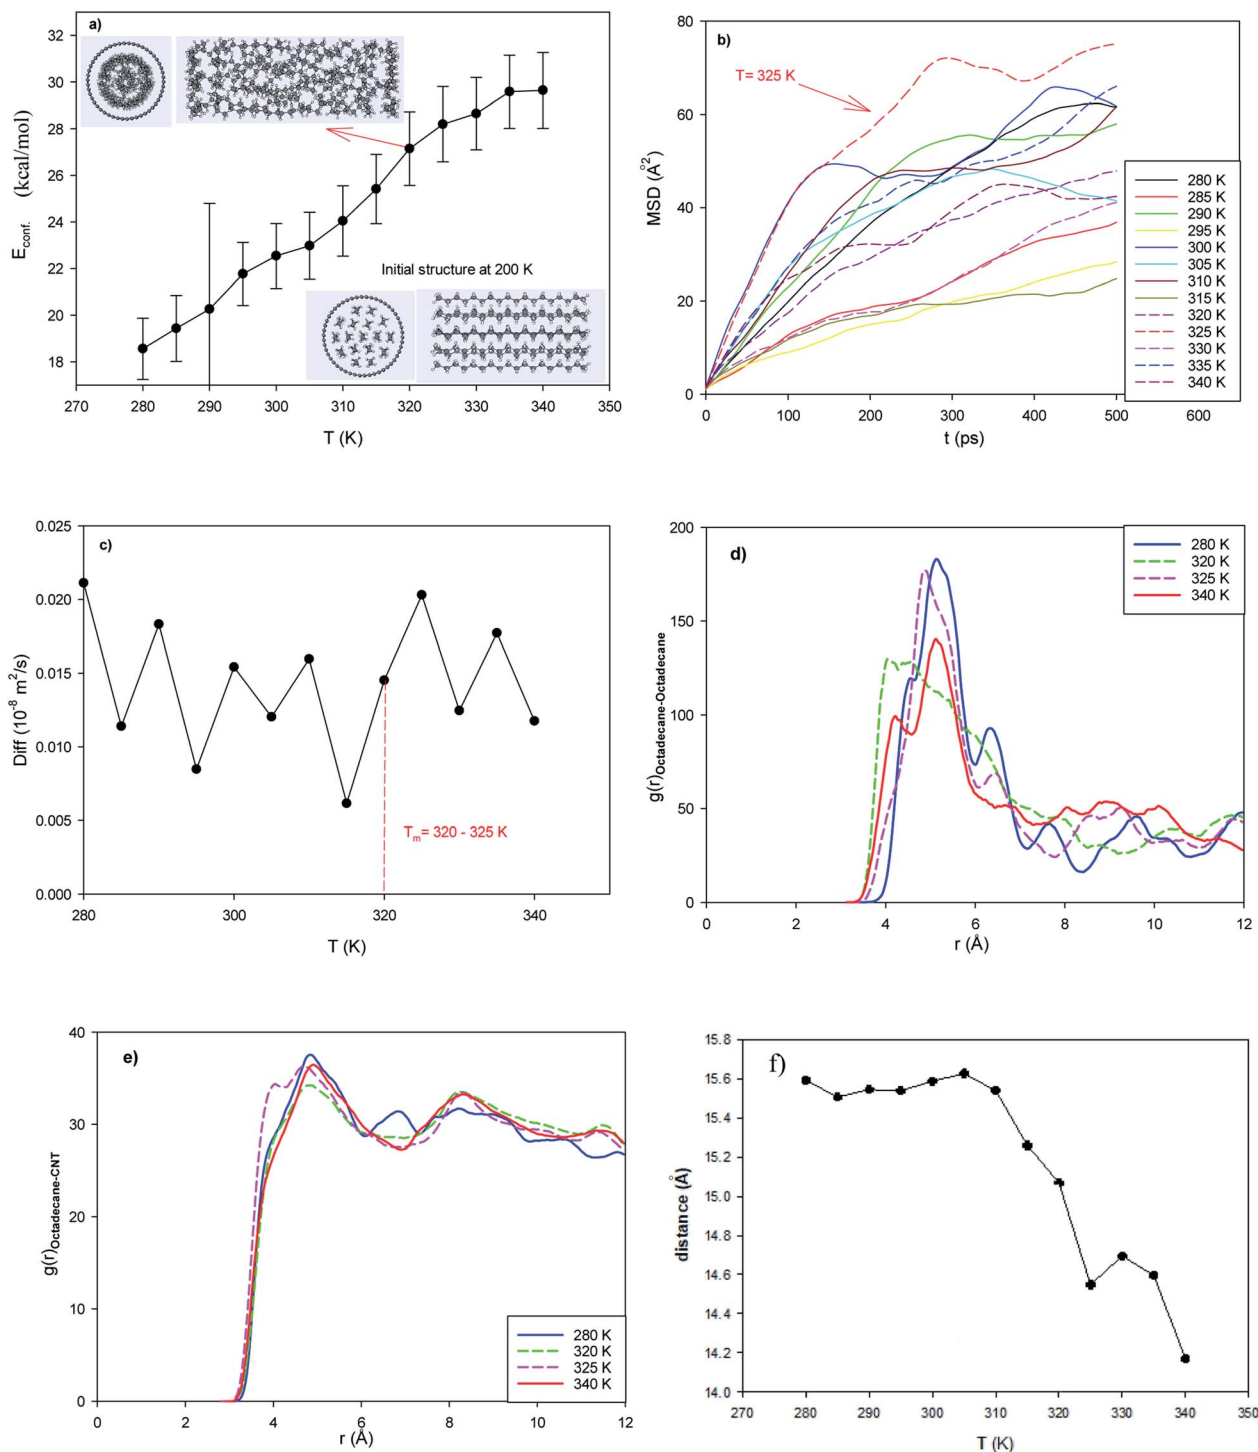 a)
32
30
28
26
24
22
20
18
E_conf. (kcal/mol)
Initial structure at 200 K
270 280 290 300 310 320 330 340 350
T (K)
b)
80
60
40
20
0
MSD (Å²)
T= 325 K
280 K
285 K
290 K
295 K
300 K
305 K
310 K
315 K
320 K
325 K
330 K
335 K
340 K
0 100 200 300 400 500 600
t (ps)
c)
0.025
0.020
0.015
0.010
0.005
0.000
Diff (10⁻⁸ m²/s)
T_m= 320 - 325 K
280 300 320 340
T (K)
d)
200
150
100
50
0
g(r)Octadecane-Octadecane
280 K
320 K
325 K
340 K
0 2 4 6 8 10 12
r (Å)
e)
40
30
20
10
0
g(r)Octadecane-CNT
280 K
320 K
325 K
340 K
0 2 4 6 8 10 12
r (Å)
f)
15.8
15.6
15.4
15.2
15.0
14.8
14.6
14.4
14.2
14.0
distance (Å)
270 280 290 300 310 320 330 340 350
T (K)